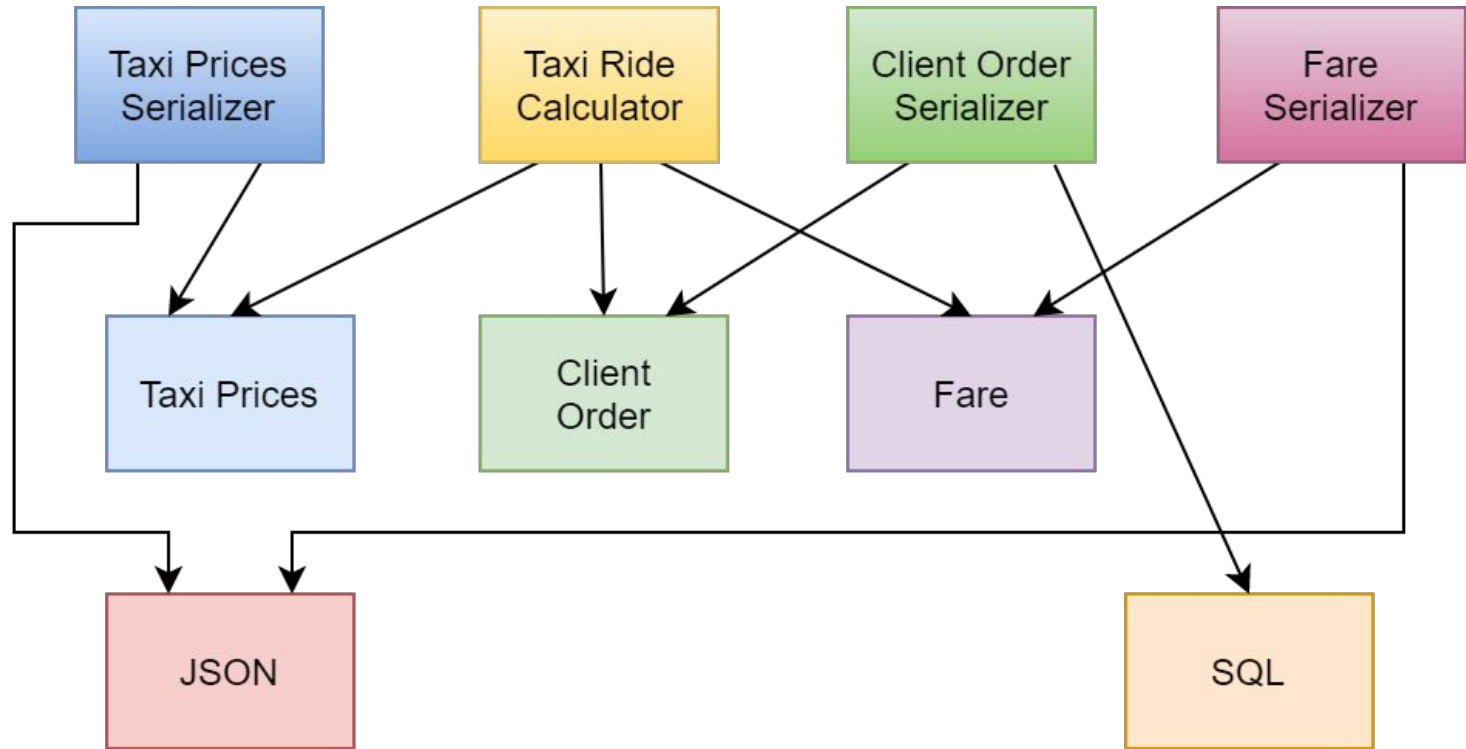 Taxi Prices
Serializer
Taxi Ride
Calculator
Client Order
Serializer
Fare
Serializer
Taxi Prices
Client
Order
Fare
JSON
SQL